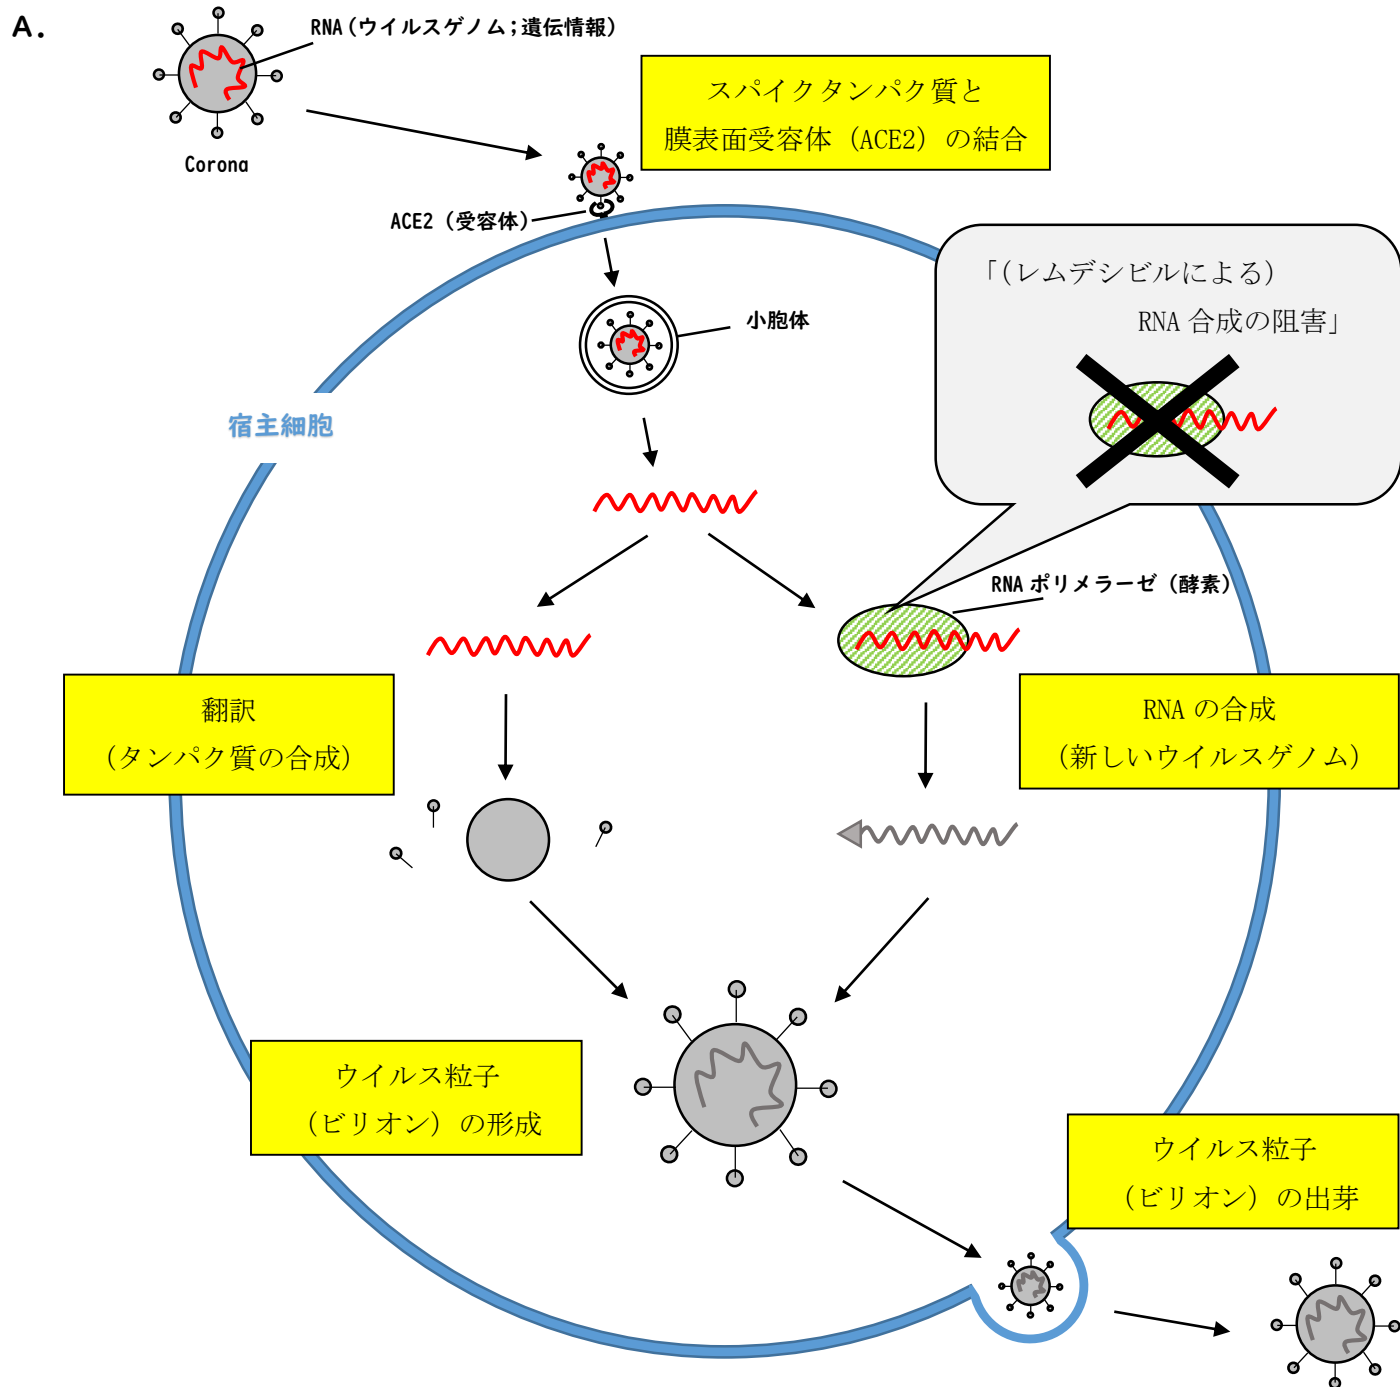 A.
RNA(ウイルスゲノム;遺伝情報)
Corona
スパイクタンパク質と
膜表面受容体（ACE2）の結合
ACE2（受容体）
「(レムデシビルによる)
RNA 合成の阻害」
小胞体
宿主細胞
RNA ポリメラーゼ（酵素）
翻訳
（タンパク質の合成）
RNA の合成
（新しいウイルスゲノム）
ウイルス粒子
（ビリオン）の形成
ウイルス粒子
（ビリオン）の出芽